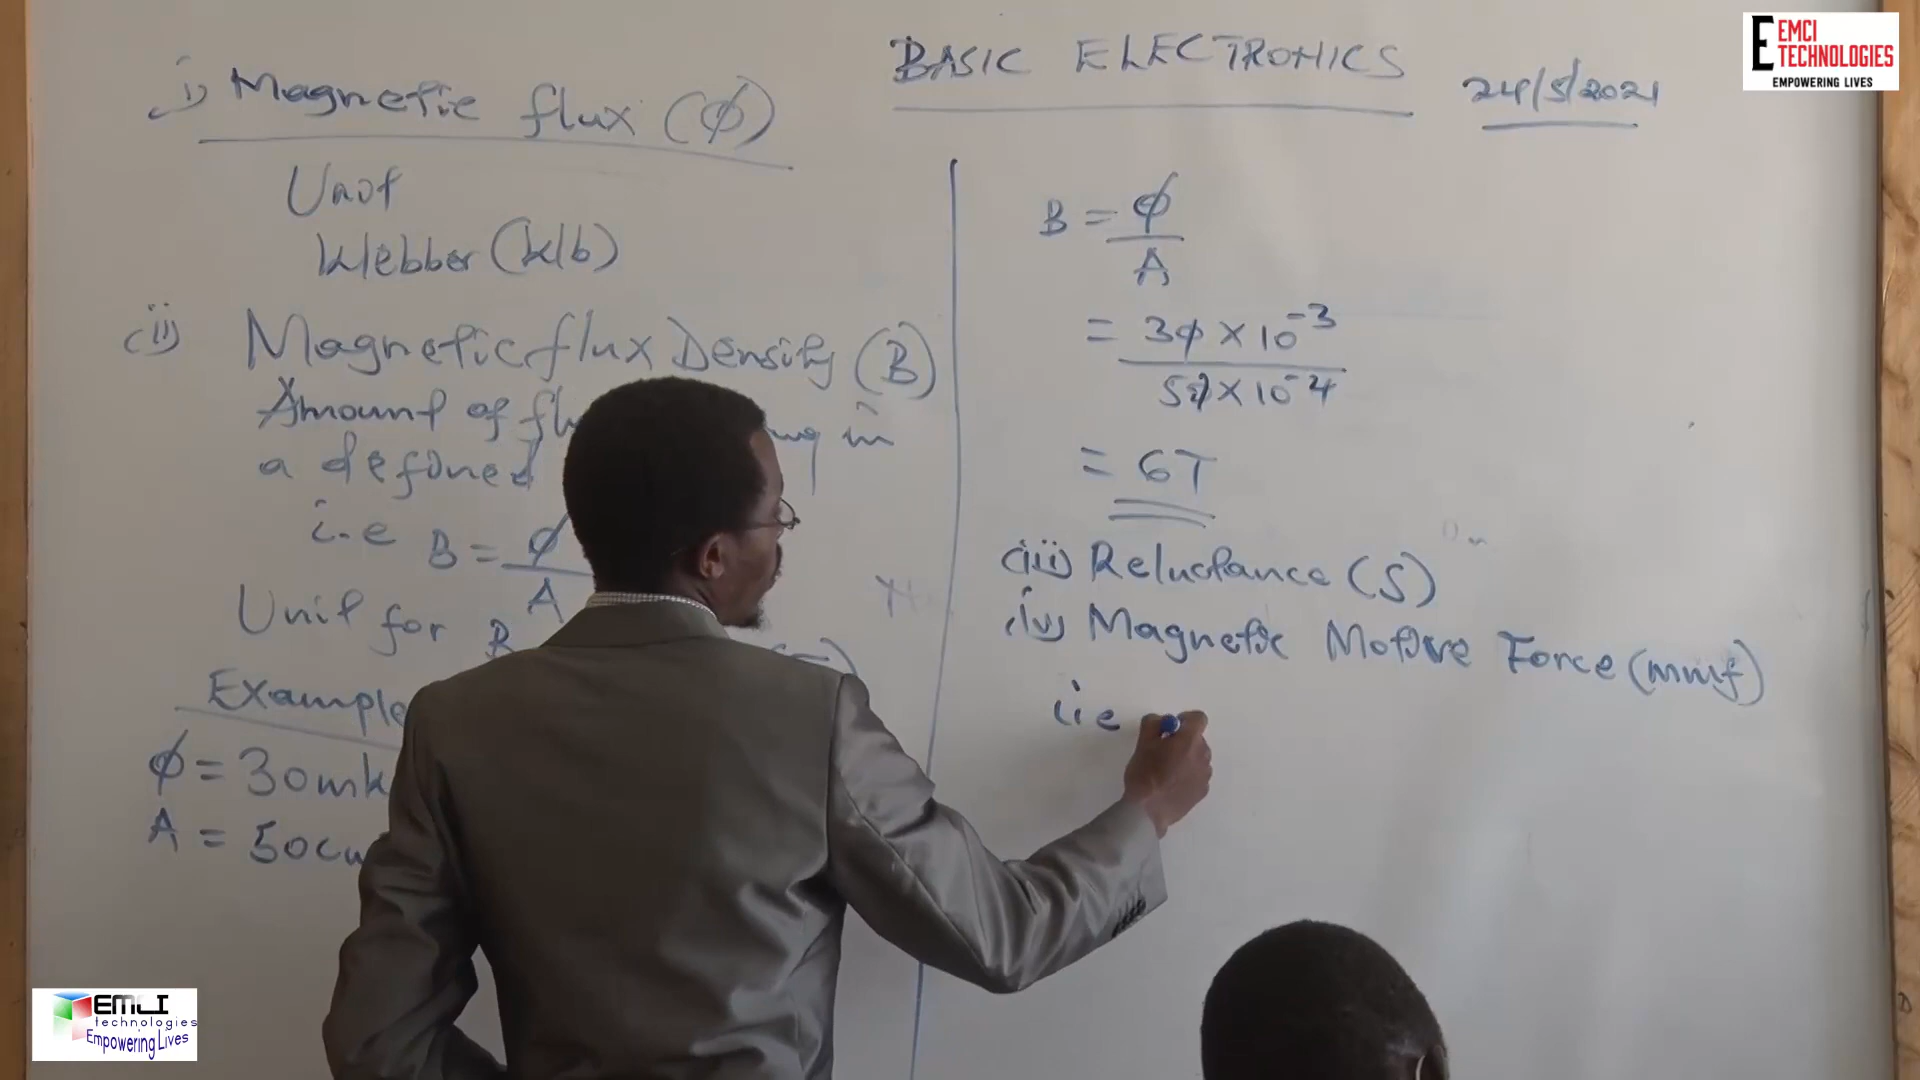 BASIC ELECTRONICS 24/5/2021
i) Magnetic flux (Φ)
Unit
Webber (Wb)
(ii) Magnetic flux Density (B)
Amount of in
a defined
i.e B = Φ
A
Unit for B
Example
Φ = 30m
A = 50c
B = Φ
A
= 30 x 10⁻³
50 x 10⁻⁴
= 6T
(iii) Reluctance (S)
(iv) Magnetic Motive Force (mmf)
i.e
E EMCI
TECHNOLOGIES
EMPOWERING LIVES
EMCI
technologies
Empowering Lives